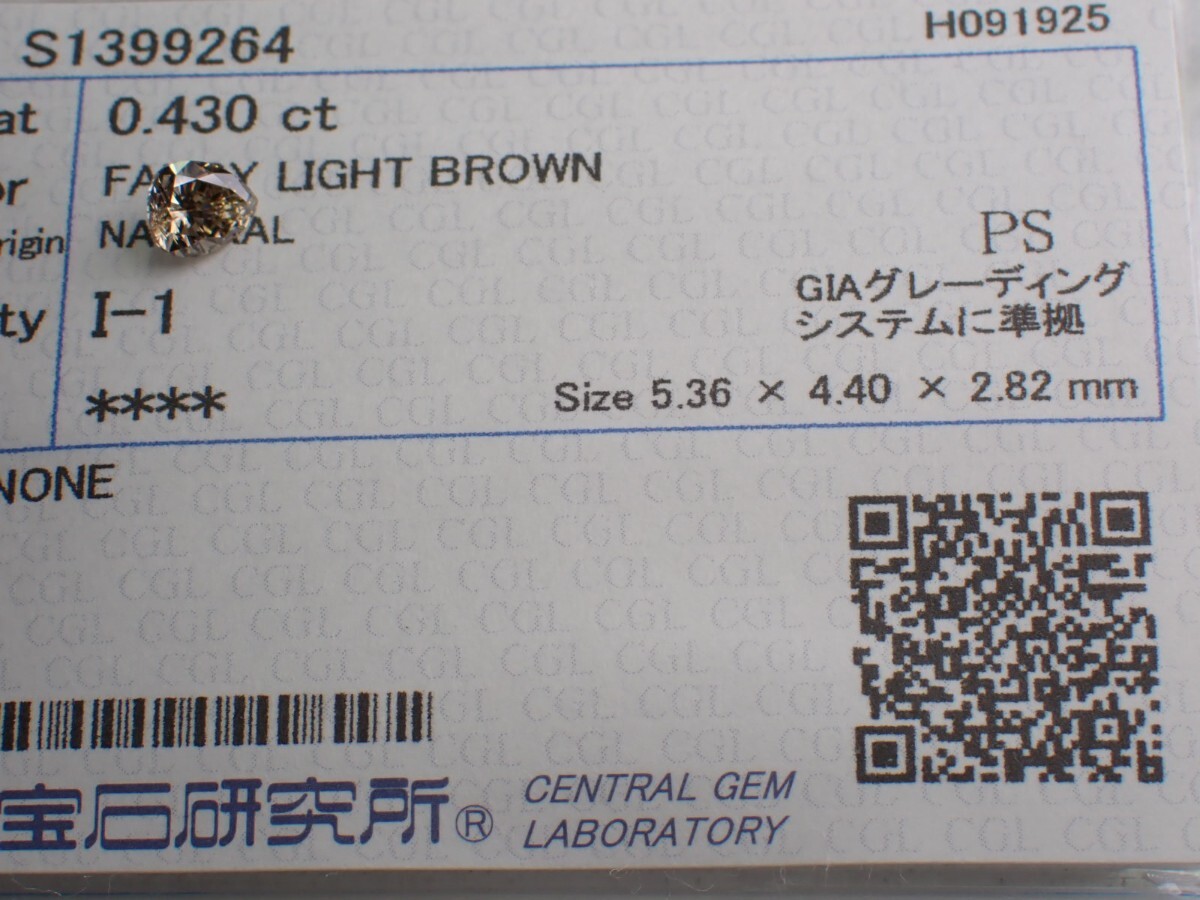 S1399264
H091925
at 0.430 ct
or FA Y LIGHT BROWN
rigin NA RAL
PS
GIAグレーディング
システムに準拠
ty I-1
**** Size 5.36 × 4.40 × 2.82 mm
NONE
宝石研究所®
CENTRAL GEM
LABORATORY